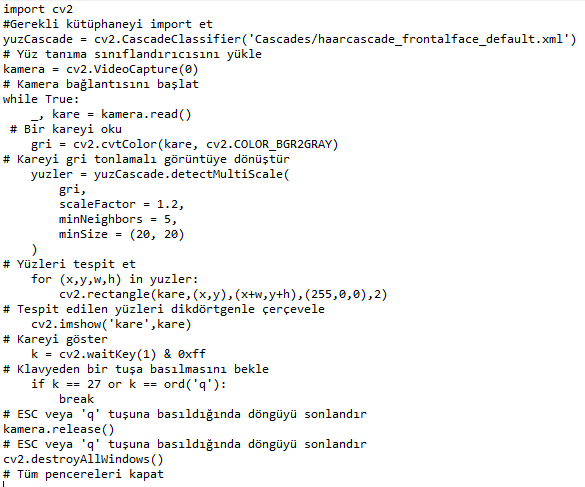 import cv2
#Gerekli kütüphaneyi import et
yuzCascade = cv2.CascadeClassifier('Cascades/haarcascade_frontalface_default.xml')
# Yüz tanıma sınıflandırıcısını yükle
kamera = cv2.VideoCapture(0)
# Kamera bağlantısını başlat
while True:
    _, kare = kamera.read()
 # Bir kareyi oku
    gri = cv2.cvtColor(kare, cv2.COLOR_BGR2GRAY)
# Kareyi gri tonlamalı görüntüye dönüştür
    yuzler = yuzCascade.detectMultiScale(
        gri,
        scaleFactor = 1.2,
        minNeighbors = 5,
        minSize = (20, 20)
    )
# Yüzleri tespit et
    for (x,y,w,h) in yuzler:
        cv2.rectangle(kare,(x,y),(x+w,y+h),(255,0,0),2)
# Tespit edilen yüzleri dikdörtgenle çerçevele
    cv2.imshow('kare',kare)
# Kareyi göster
    k = cv2.waitKey(1) & 0xff
# Klavyeden bir tuşa basılmasını bekle
    if k == 27 or k == ord('q'):
        break
# ESC veya 'q' tuşuna basıldığında döngüyü sonlandır
kamera.release()
# ESC veya 'q' tuşuna basıldığında döngüyü sonlandır
cv2.destroyAllWindows()
# Tüm pencereleri kapat